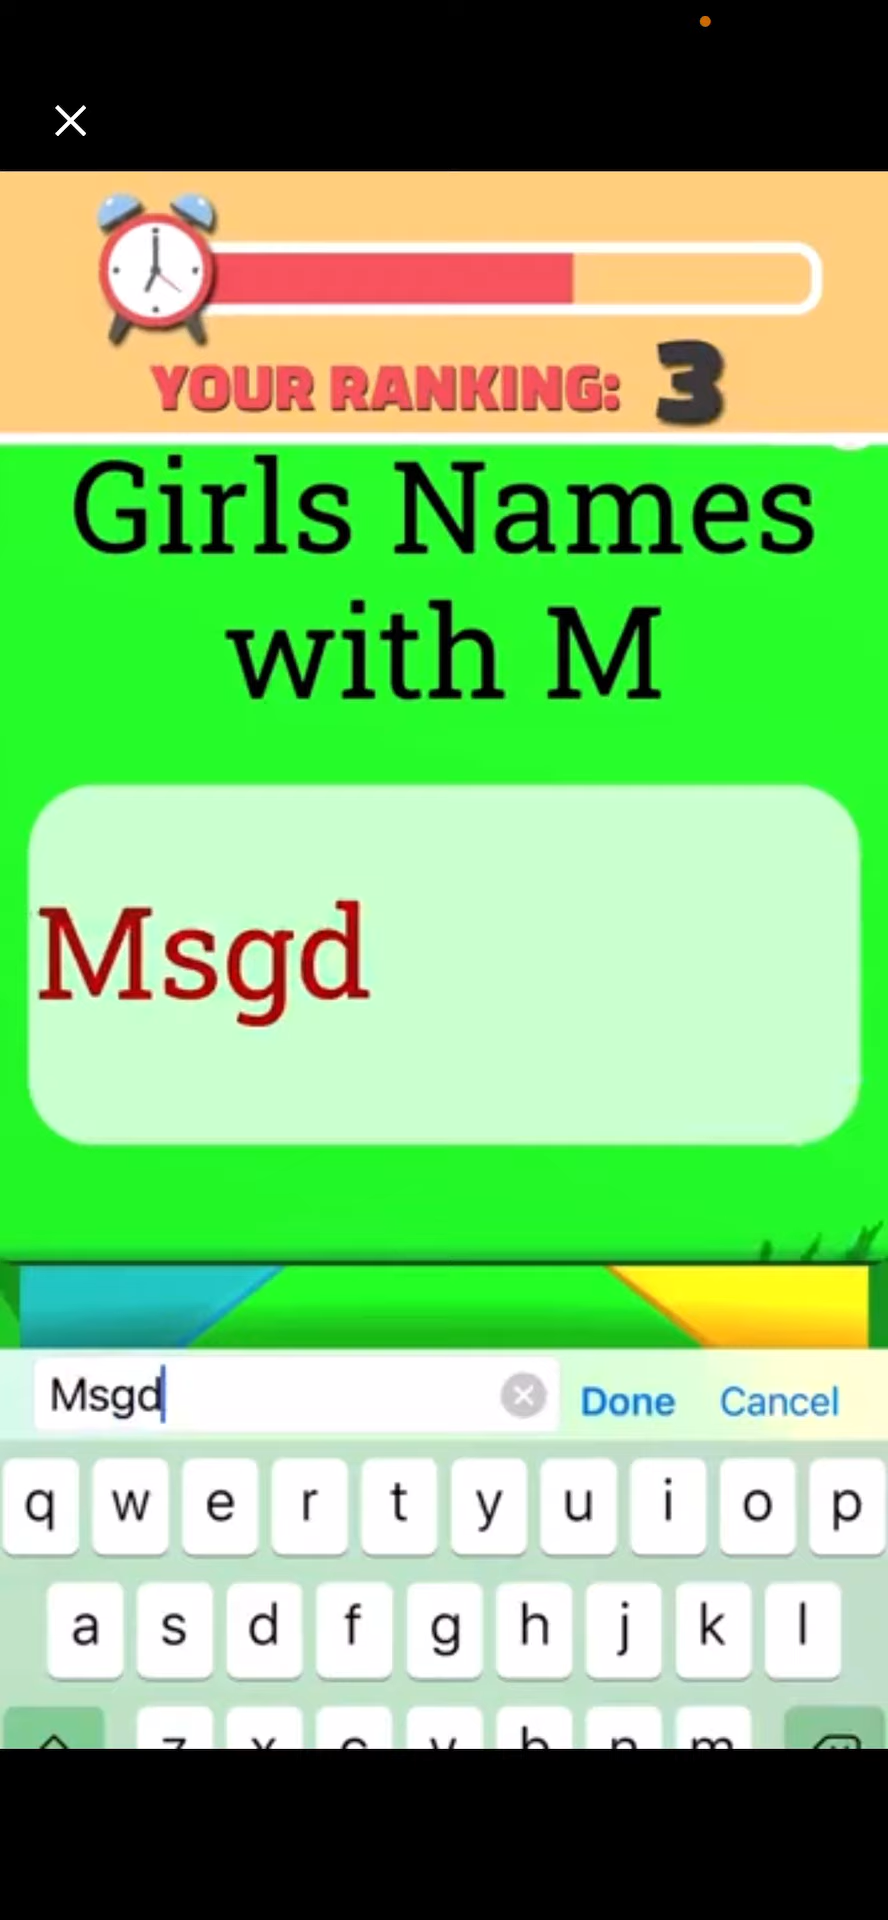 YOUR RANKING: 3
Girls Names
with M
Msgd
Msgd Done Cancel
q w e r t y u i o p
a s d f g h j k l
z x c v b n m